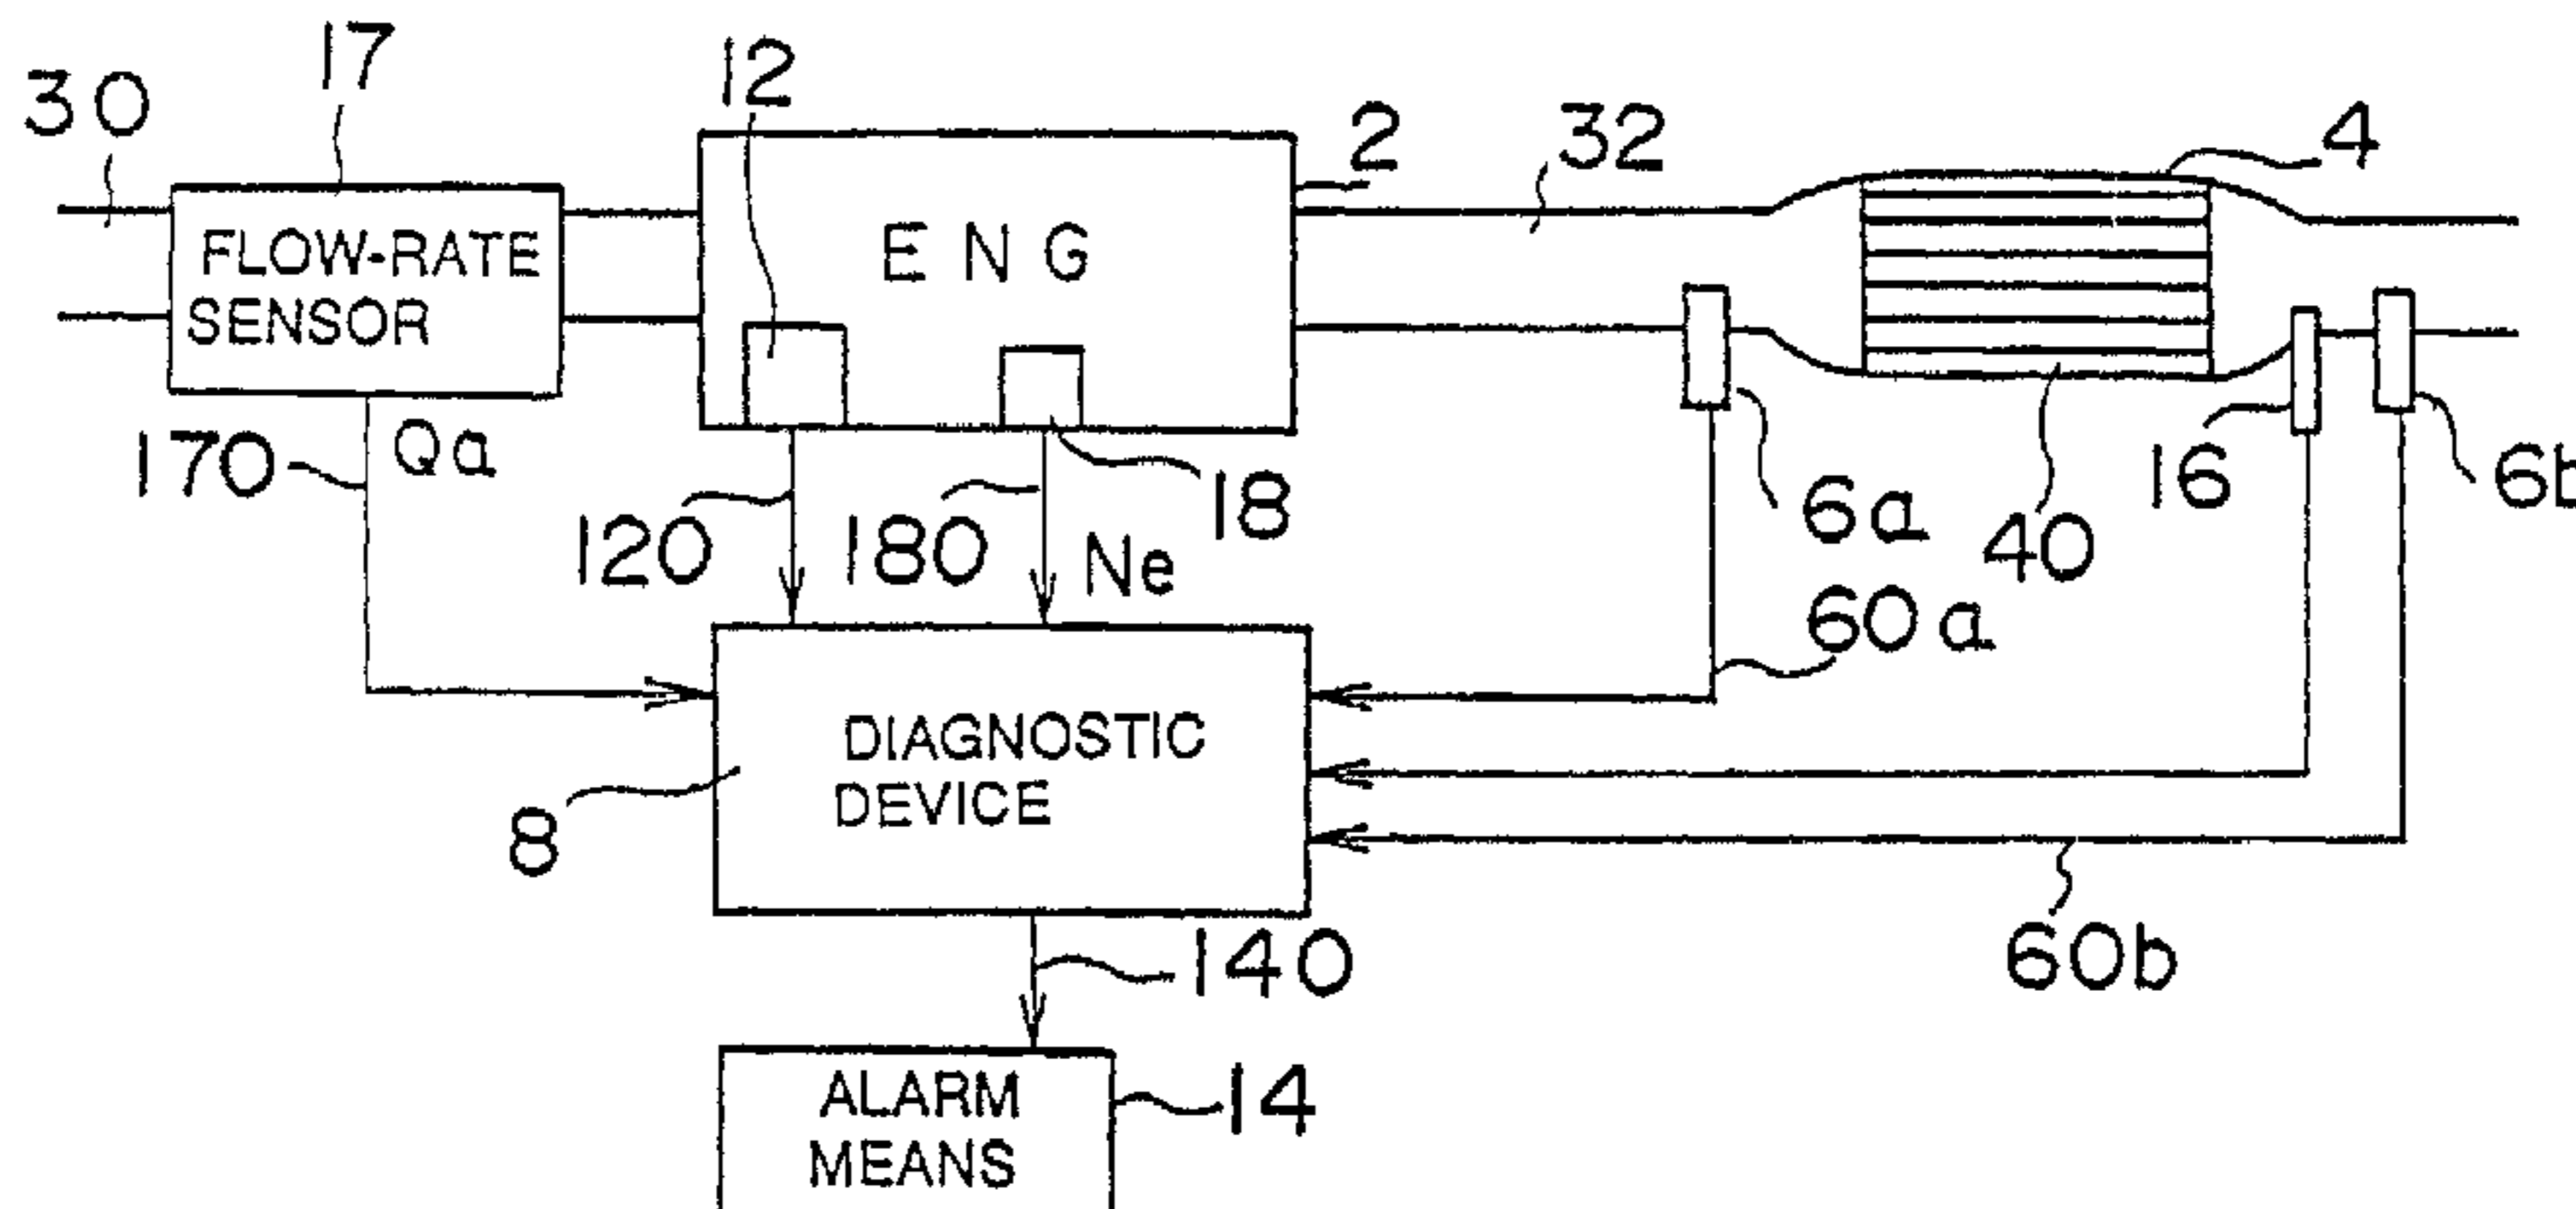 17
30
12
2
32
4
FLOW-RATE
SENSOR
ENG
Qa
170
120
180
18
Ne
6a
40
16
6b
60a
DIAGNOSTIC
DEVICE
8
60b
140
ALARM
MEANS
14